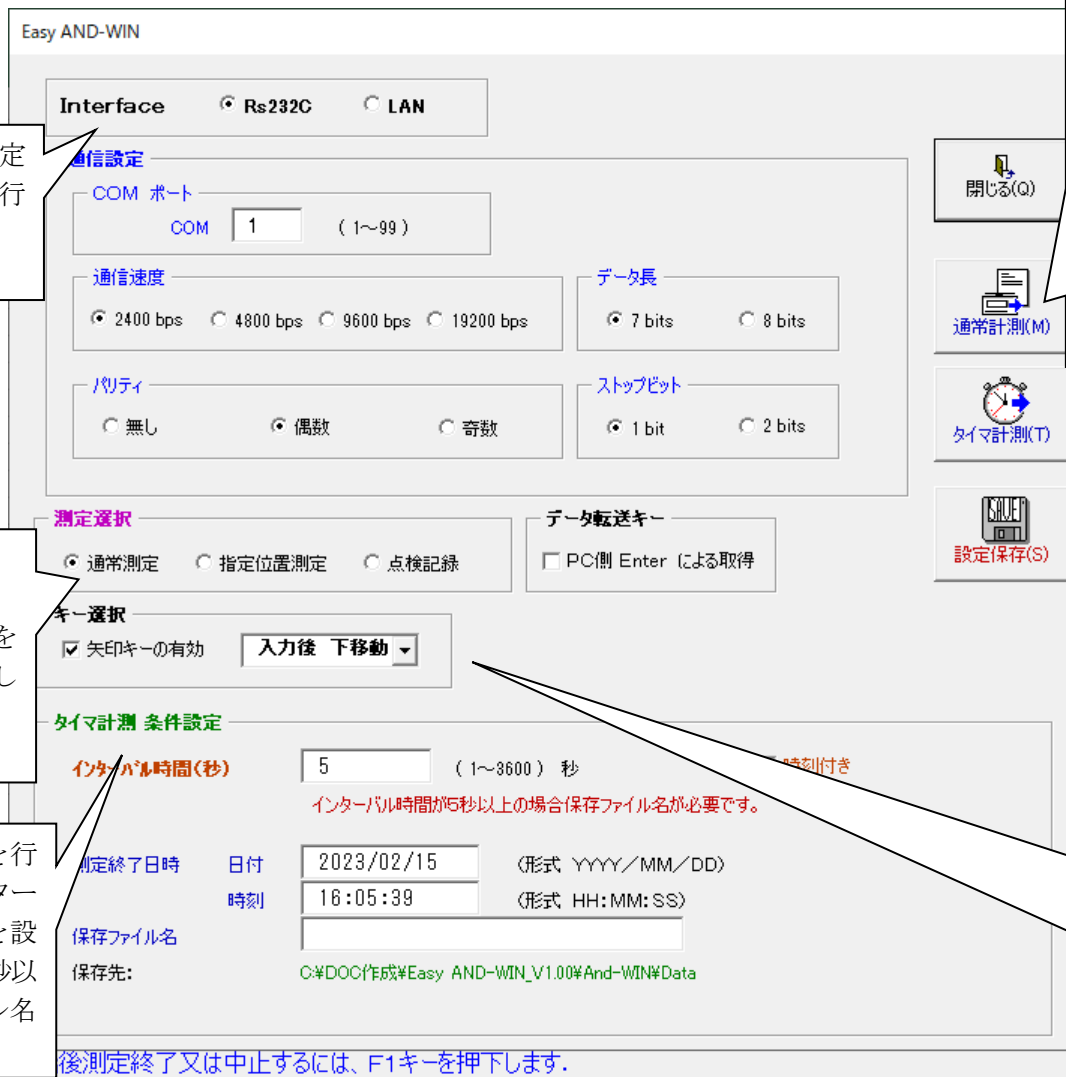 Easy AND-WIN
Interface Rs232C LAN
定
行
通信設定
COM ポート
COM 1 (1～99)
通信速度
2400 bps 4800 bps 9600 bps 19200 bps
データ長
7 bits 8 bits
パリティ
無し 偶数 奇数
ストップビット
1 bit 2 bits
閉じる(Q)
通常計測(M)
タイマ計測(T)
設定保存(S)
測定選択
通常測定 指定位置測定 点検記録
データ転送キー
PC側 Enter による取得
を
し
キー選択
矢印キーの有効 入力後 下移動
タイマ計測 条件設定
インターバル時間(秒) 5 (1～3600) 秒 時刻付き
インターバル時間が5秒以上の場合保存ファイル名が必要です。
を行
ター
を設
秒以
ル名
測定終了日時 日付 2023/02/15 (形式 YYYY/MM/DD)
時刻 16:05:39 (形式 HH:MM:SS)
保存ファイル名
保存先: C:¥DOC作成¥Easy AND-WIN_V1.00¥And-WIN¥Data
後測定終了又は中止するには、F1キーを押下します.